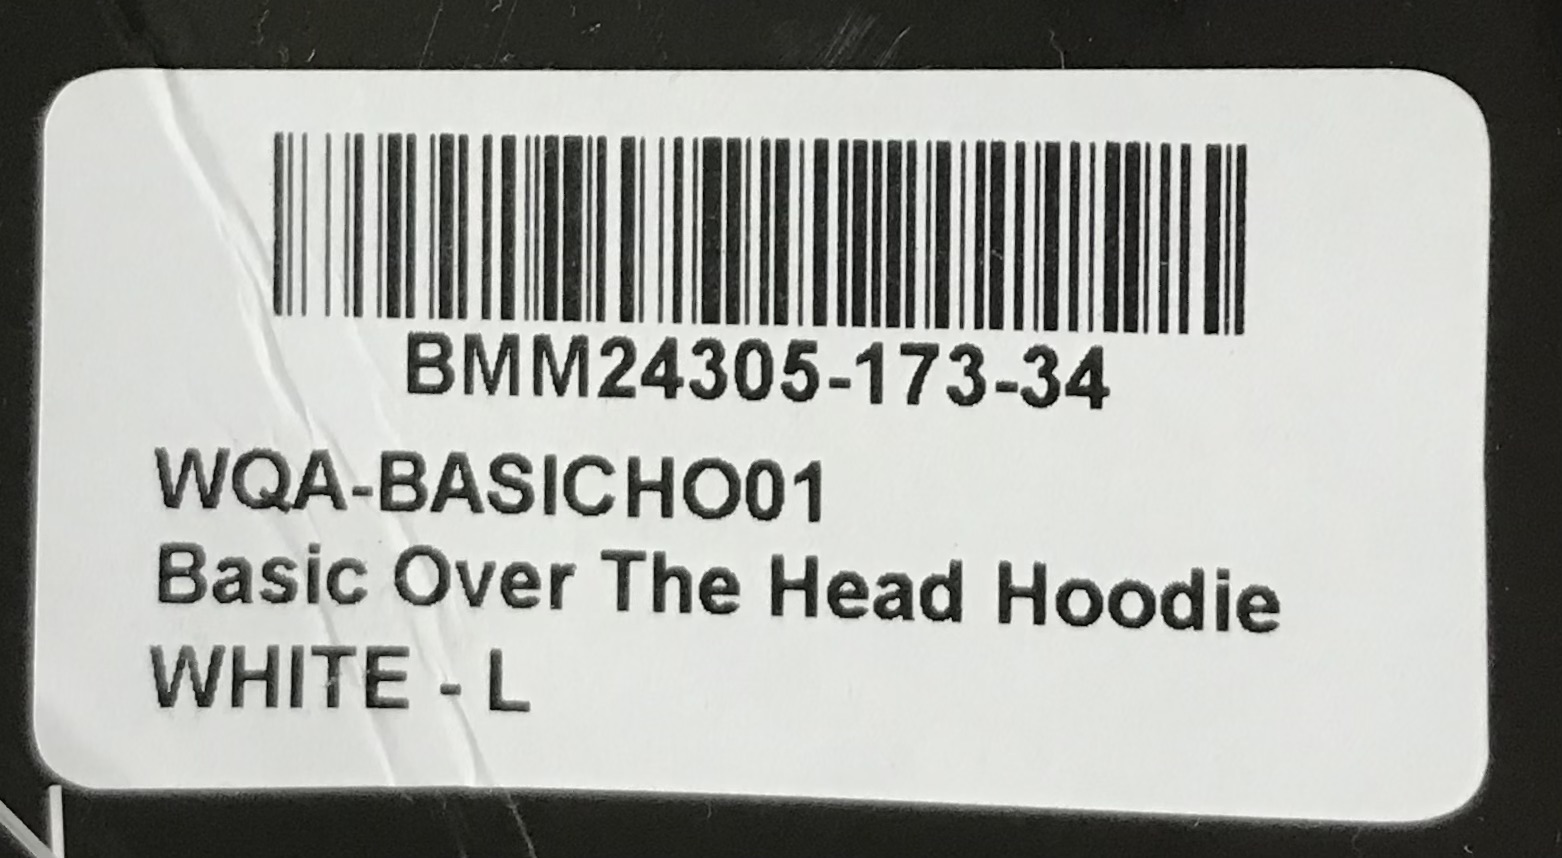 BMM24305-173-34
WQA-BASICHO01
Basic Over The Head Hoodie
WHITE - L